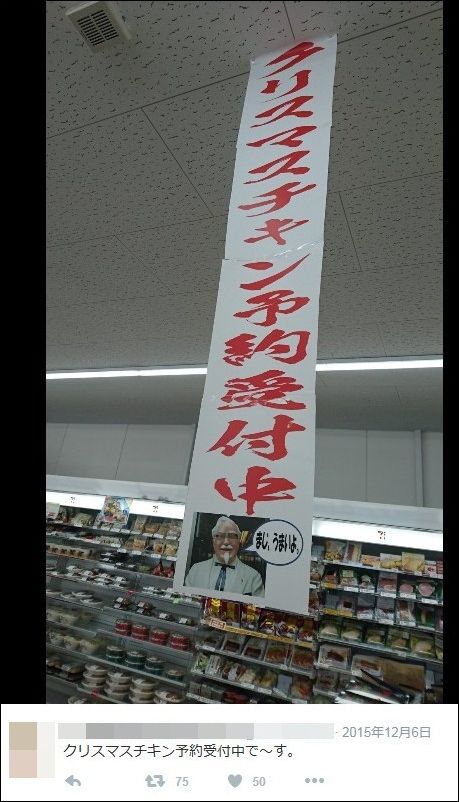 クリスマスチキン予約受付中
まじ、うまいよ。
· 2015年12月6日
クリスマスチキン予約受付中で〜す。
75
50